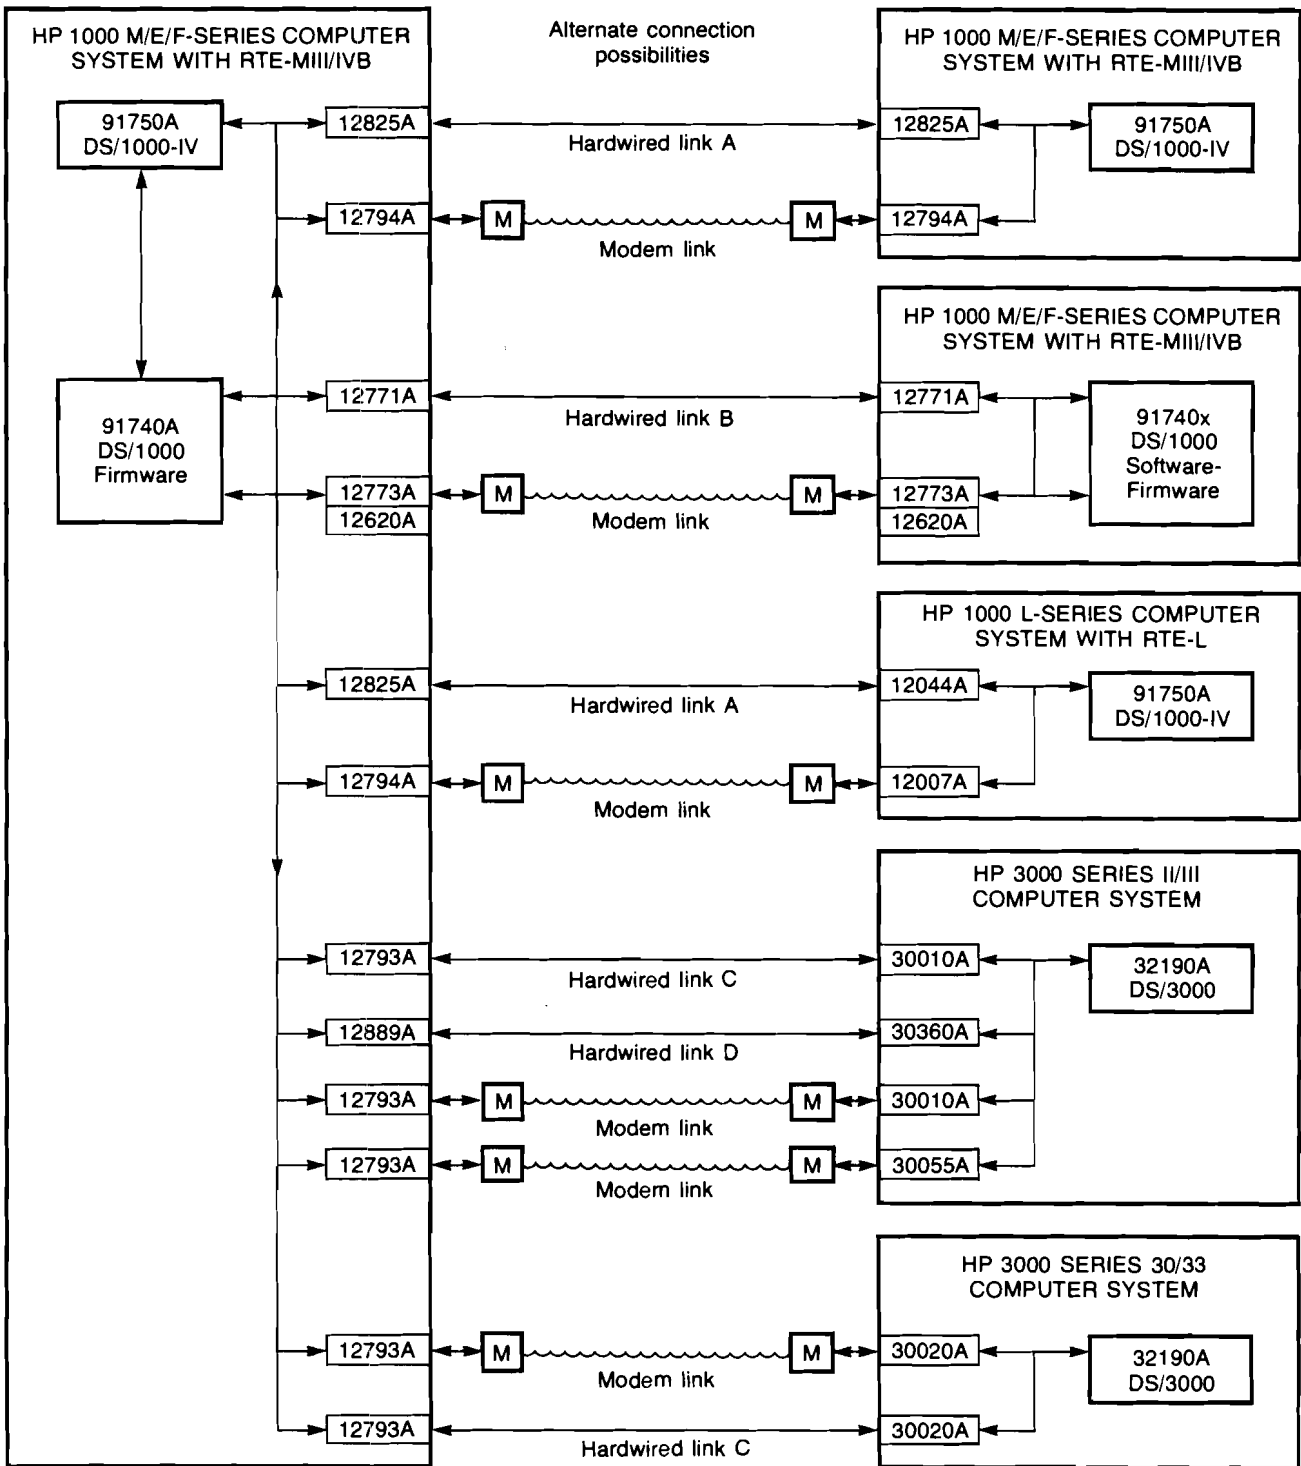 HP 1000 M/E/F-SERIES COMPUTER
SYSTEM WITH RTE-MIII/IVB
Alternate connection
possibilities
HP 1000 M/E/F-SERIES COMPUTER
SYSTEM WITH RTE-MIII/IVB
91750A
DS/1000-IV
12825A
Hardwired link A
12825A
91750A
DS/1000-IV
12794A
M
M
12794A
Modem link
HP 1000 M/E/F-SERIES COMPUTER
SYSTEM WITH RTE-MIII/IVB
91740A
DS/1000
Firmware
12771A
Hardwired link B
12771A
91740x
DS/1000
Software-
Firmware
12773A
M
M
12773A
12620A
Modem link
12620A
HP 1000 L-SERIES COMPUTER
SYSTEM WITH RTE-L
12825A
Hardwired link A
12044A
91750A
DS/1000-IV
12794A
M
M
12007A
Modem link
HP 3000 SERIES II/III
COMPUTER SYSTEM
12793A
Hardwired link C
30010A
32190A
DS/3000
12889A
Hardwired link D
30360A
12793A
M
M
30010A
Modem link
12793A
M
M
30055A
Modem link
HP 3000 SERIES 30/33
COMPUTER SYSTEM
12793A
M
M
30020A
Modem link
32190A
DS/3000
12793A
Hardwired link C
30020A